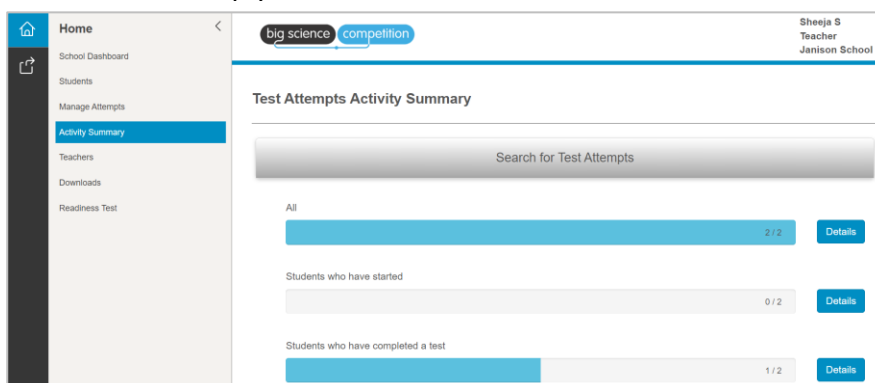 Home
School Dashboard
Students
Manage Attempts
Activity Summary
Teachers
Downloads
Readiness Test
big science competition
Sheeja S
Teacher
Janison School
Test Attempts Activity Summary
Search for Test Attempts
All
2 / 2
Details
Students who have started
0 / 2
Details
Students who have completed a test
1 / 2
Details